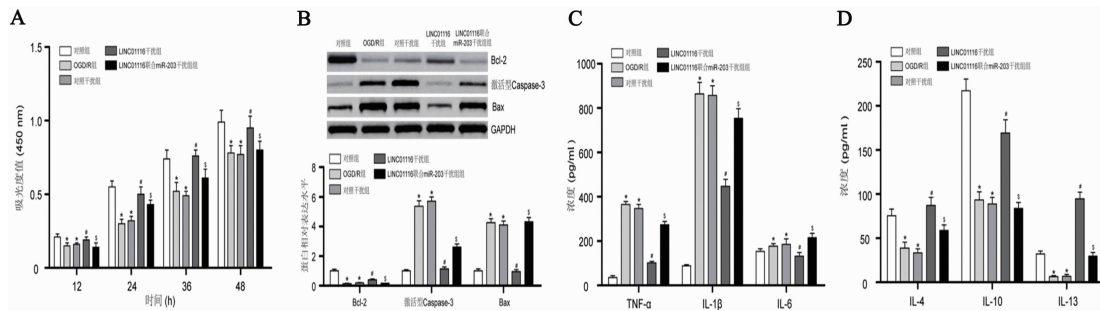 A
对照组
OGD/R组
对照干扰组
LINC01116干扰组
LINC01116联合miR-203干扰组组
吸光度值 (450 nm)
1.5
1.0
0.5
0
12
24
36
48
时间 (h)
B
对照组
OGD/R组
对照干扰组
LINC01116
干扰组
LINC01116联合
miR-203干扰组组
Bcl-2
激活型Caspase-3
Bax
GAPDH
对照组
OGD/R组
对照干扰组
LINC01116干扰组
LINC01116联合miR-203干扰组组
蛋白相对表达水平
8
6
4
2
0
Bcl-2
激活型Caspase-3
Bax
C
对照组
OGD/R组
对照干扰组
LINC01116干扰组
LINC01116联合miR-203干扰组组
浓度 (pg/ml)
1000
800
600
400
200
0
TNF-α
IL-1β
IL-6
D
对照组
OGD/R组
对照干扰组
LINC01116干扰组
LINC01116联合miR-203干扰组组
浓度 (pg/ml)
250
200
150
100
50
0
IL-4
IL-10
IL-13